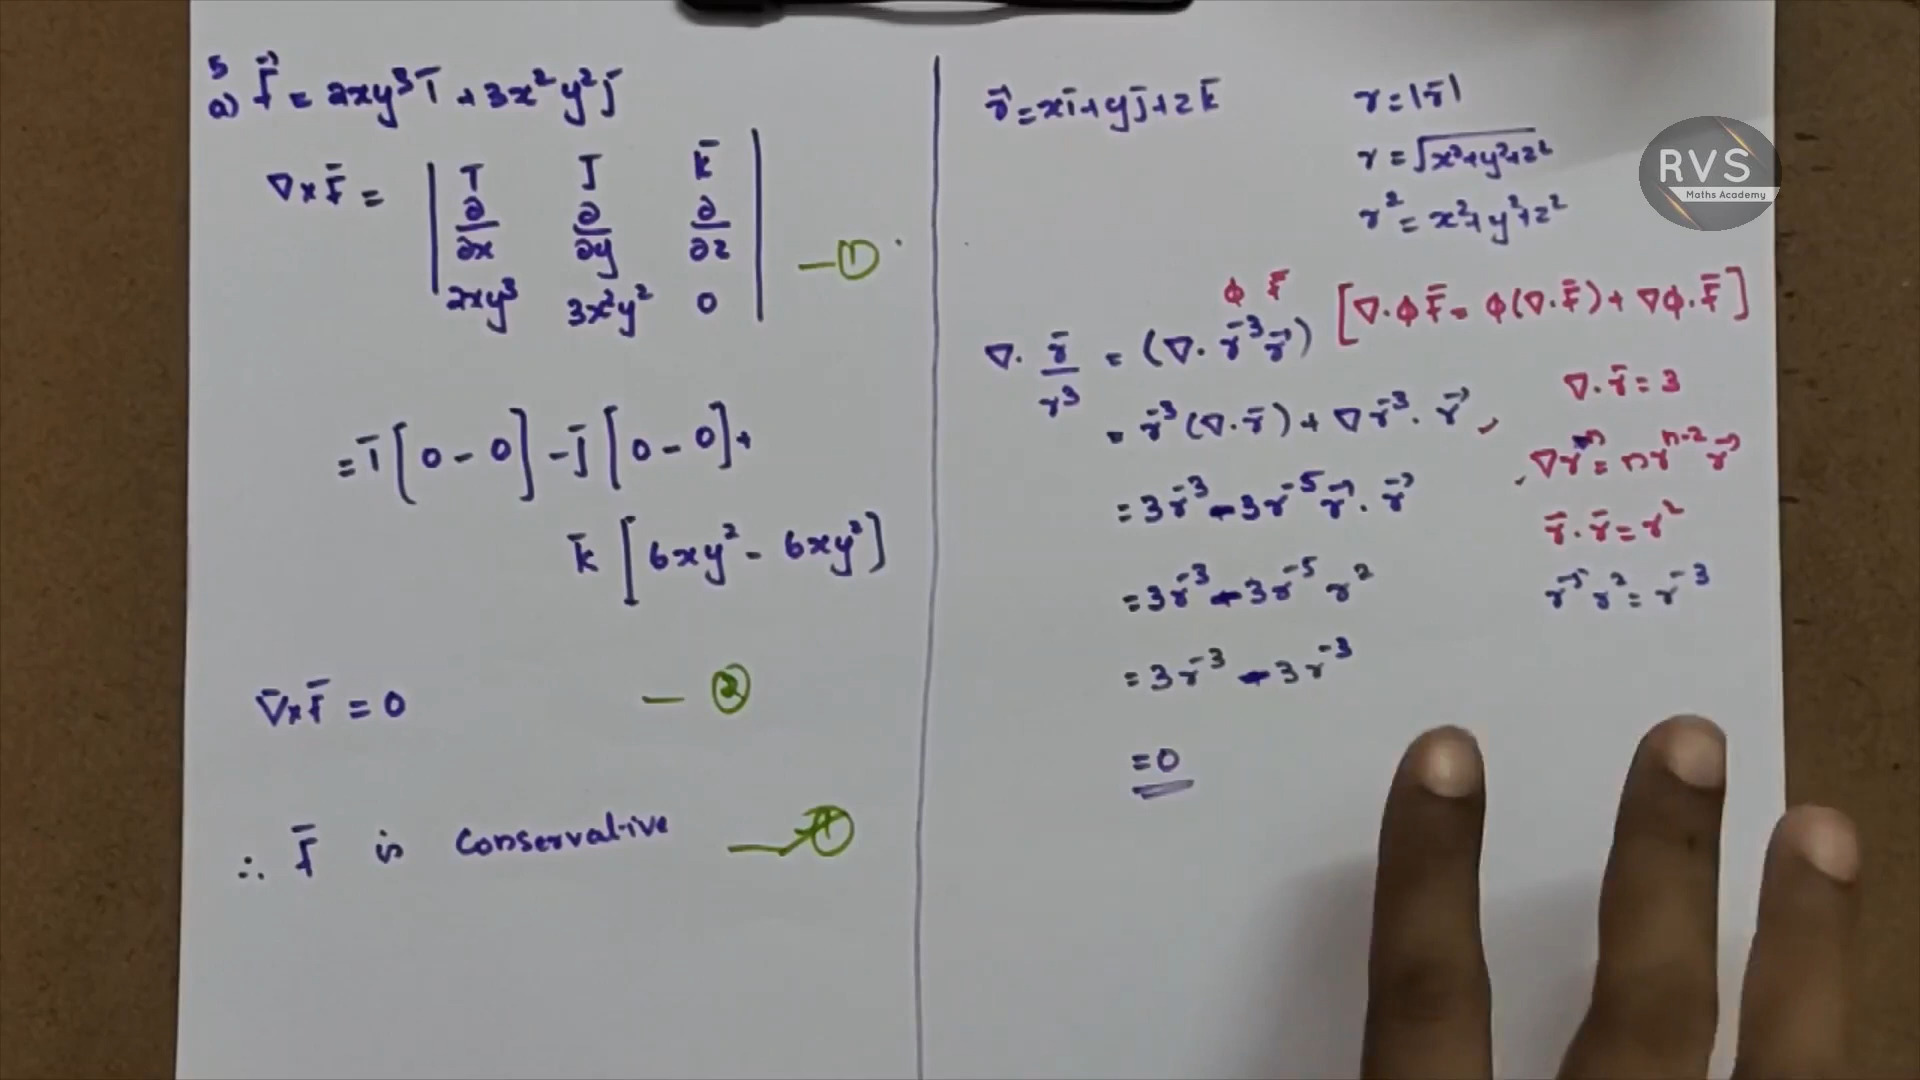 5
a) f⃗ = 2xy³ i̅ + 3x²y² j̅
∇×F̅ = | i̅ j̅ k̅ |
| ∂/∂x ∂/∂y ∂/∂z | — ①
| 2xy³ 3x²y² 0 |
= i̅ [0 - 0] - j̅ [0 - 0] +
k̅ [6xy² - 6xy²]
∇×F̅ = 0 — ②
∴ F̅ is conservative — ①
r⃗ = xi̅ + yj̅ + zk̅ r = |r̅|
r = √x²+y²+z²
r² = x²+y²+z²
RVS
Maths Academy
ϕ F̅ [∇·ϕF̅ = ϕ(∇·F̅) + ∇ϕ·F̅]
∇· r̅/r³ = (∇· r⁻³ r⃗)
∇·r̅ = 3
= r⁻³(∇·r̅) + ∇r⁻³·r⃗,
∇rⁿ = n rⁿ⁻² r⃗
= 3r⁻³ - 3r⁻⁵ r⃗·r⃗
r̅·r̅ = r²
= 3r⁻³ - 3r⁻⁵ r²
r⁻⁵ r² = r⁻³
= 3r⁻³ - 3r⁻³
= 0